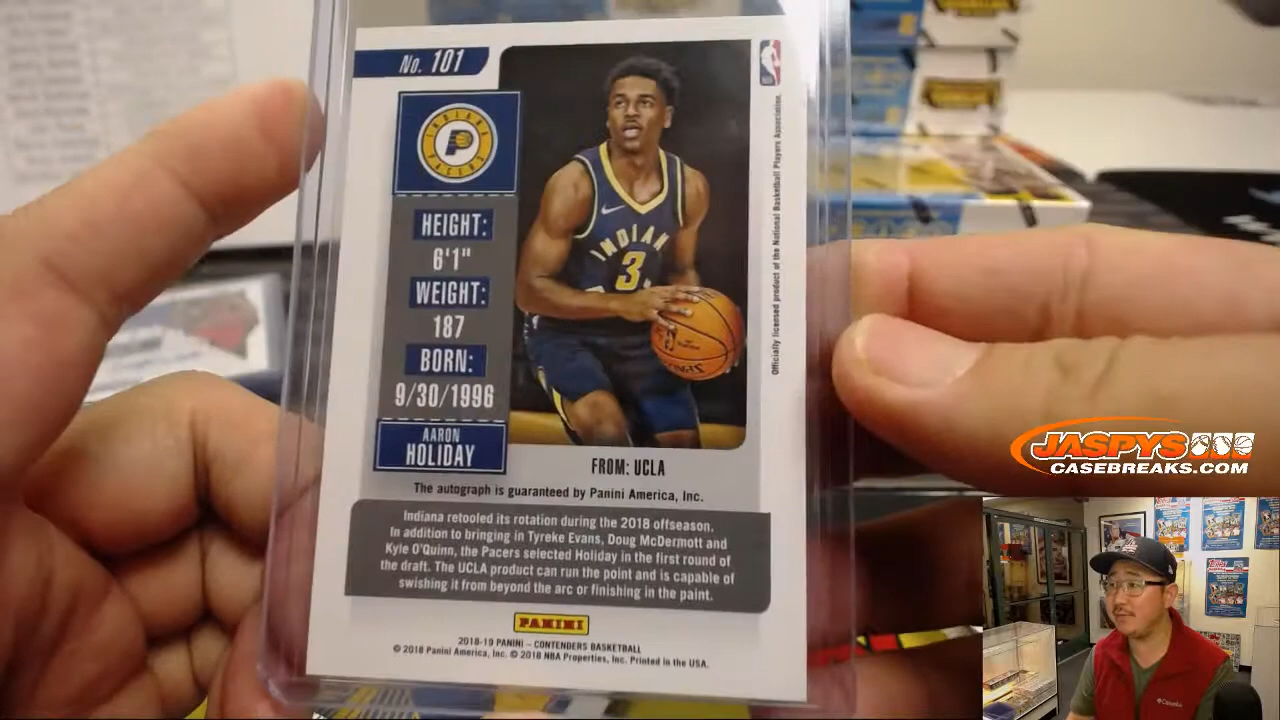 No. 101
INDIANA
PACERS
HEIGHT:
6'1"
WEIGHT:
187
BORN:
9/30/1996
AARON
HOLIDAY
INDIAN
3
Officially licensed product of the National Basketball Players Association.
FROM: UCLA
The autograph is guaranteed by Panini America, Inc.
Indiana retooled its rotation during the 2018 offseason.
In addition to bringing in Tyreke Evans, Doug McDermott and
Kyle O'Quinn, the Pacers selected Holiday in the first round of
the draft. The UCLA product can run the point and is capable of
swishing it from beyond the arc or finishing in the paint.
PANINI
2018-19 PANINI – CONTENDERS BASKETBALL
© 2018 Panini America, Inc. © 2018 NBA Properties, Inc. Printed in the USA.
JASPYS
CASEBREAKS.COM
topps
Columbia